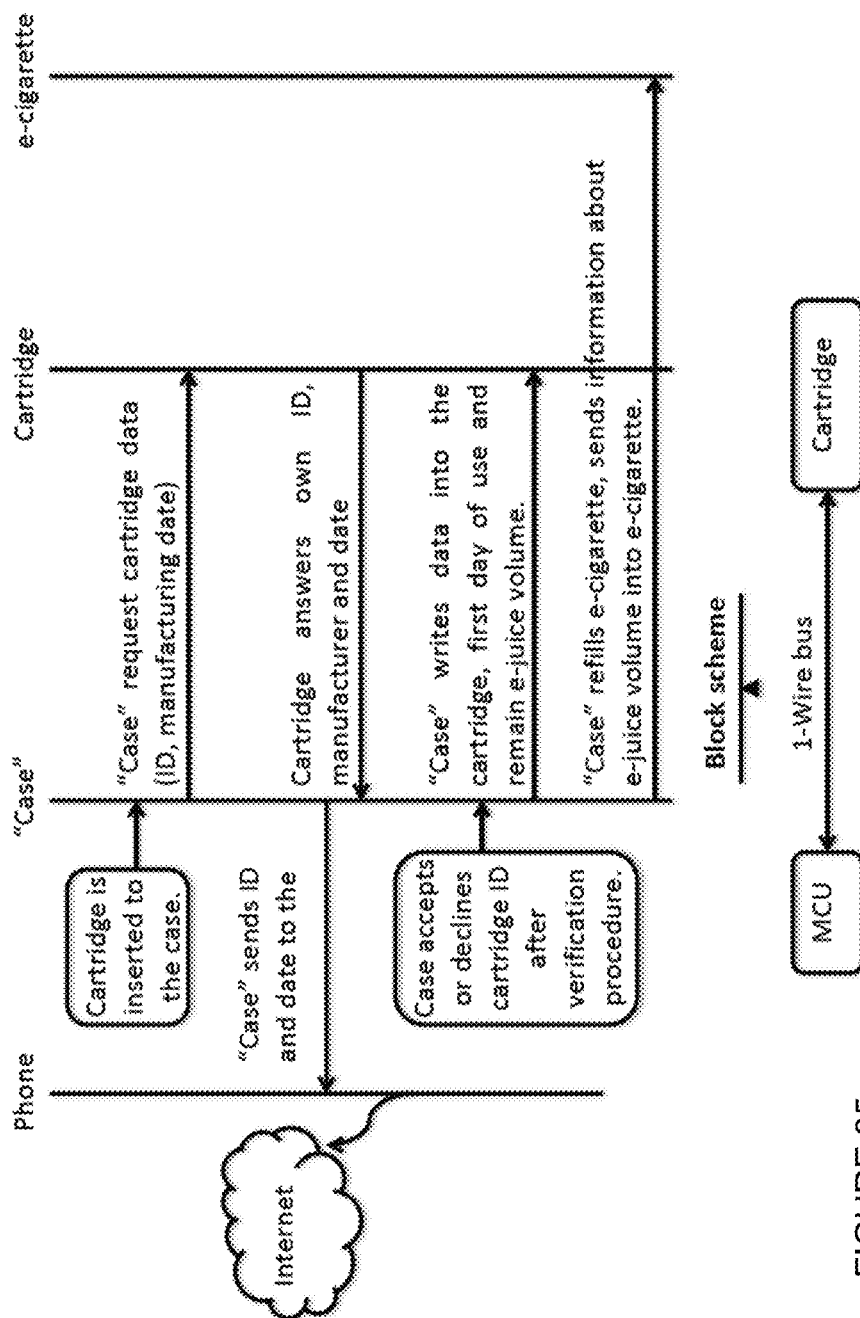 Phone
"Case"
Cartridge
e-cigarette
Cartridge is
inserted to
the case.
"Case" request cartridge data
(ID, manufacturing date)
"Case" sends ID
and date to the
Internet
Cartridge answers own ID,
manufacturer and date
Case accepts
or declines
cartridge ID
after
verification
procedure.
"Case" writes data into the
cartridge, first day of use and
remain e-juice volume.
"Case" refills e-cigarette, sends information about
e-juice volume into e-cigarette.
Block scheme
MCU
1-Wire bus
Cartridge